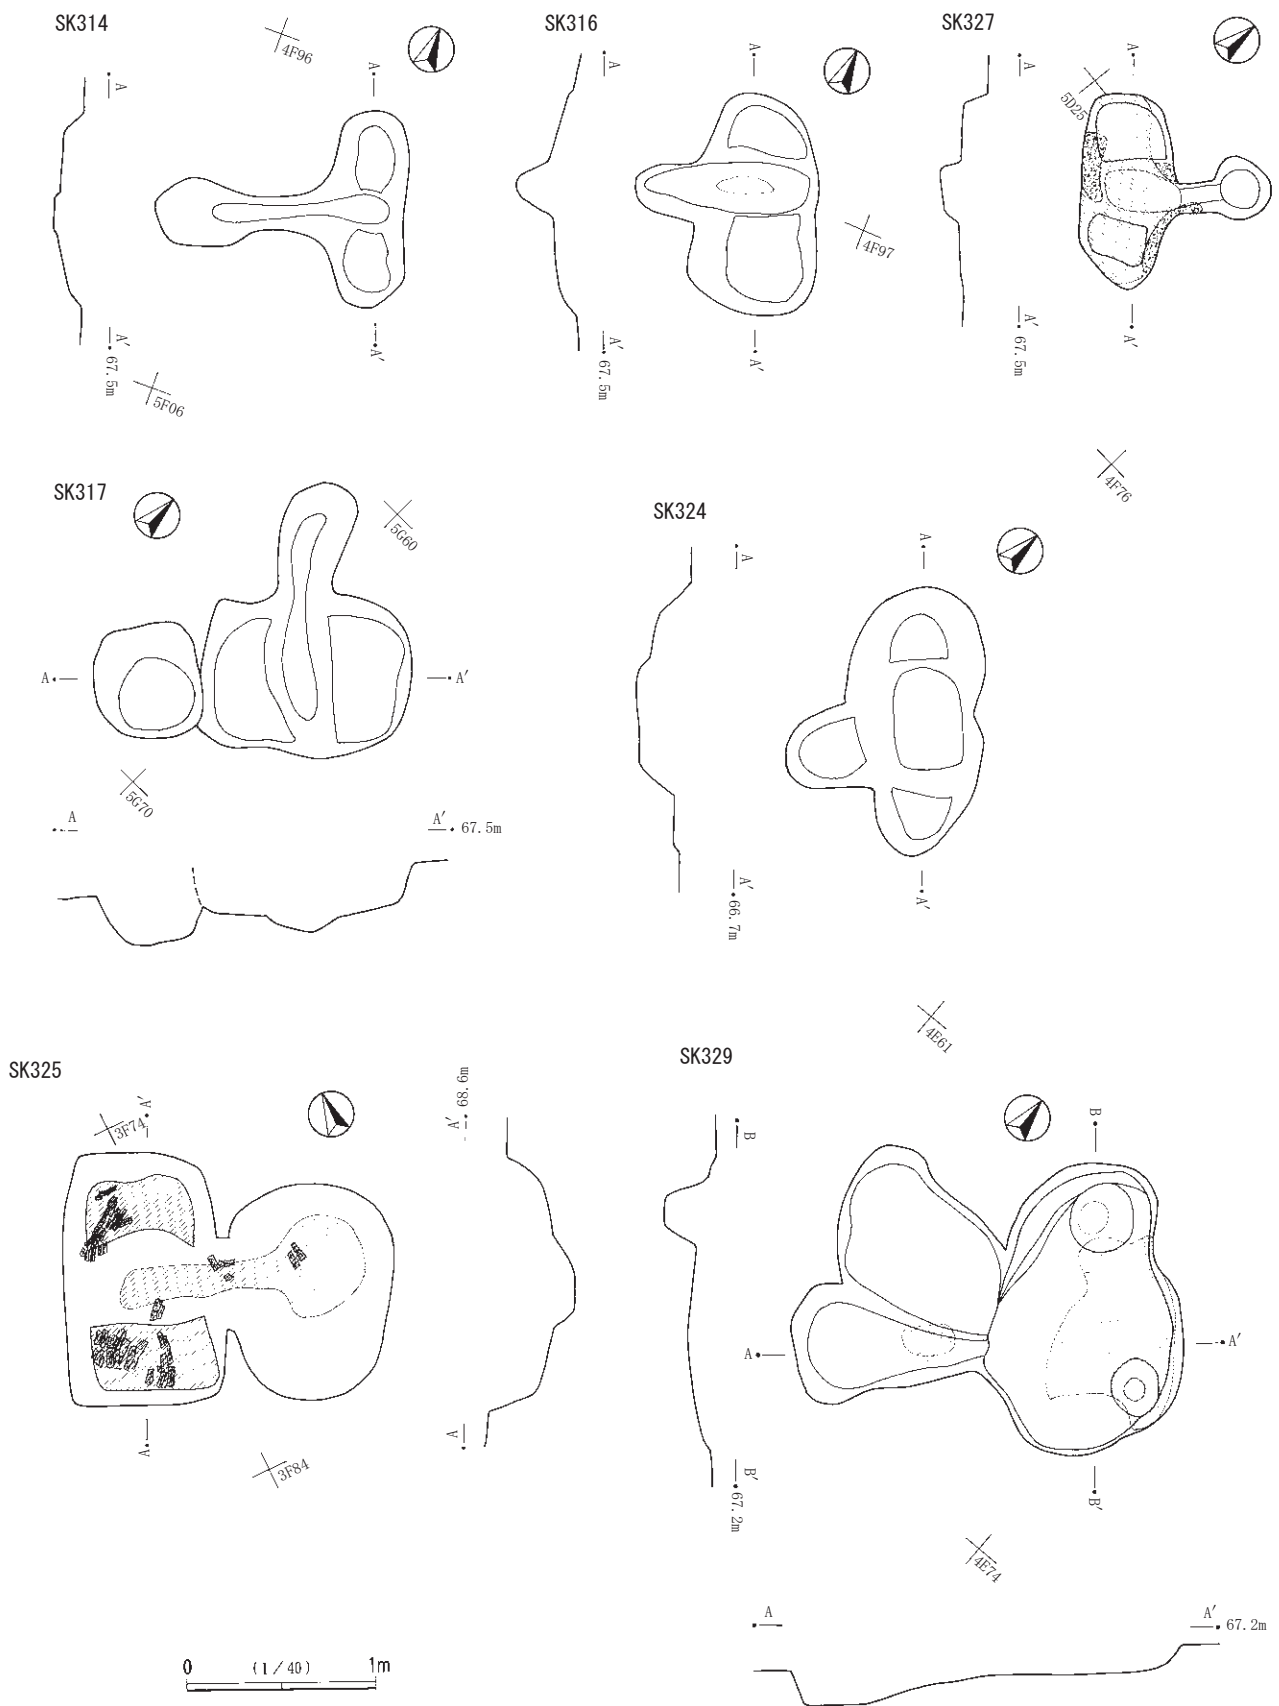 SK314
4F96
A
A
A'
A'
67.5m
5F06
SK316
A
A
4F97
A'
A'
67.5m
SK327
A
A
5D25
A'
A'
67.5m
SK317
5G60
A
A'
5G70
A
A'
67.5m
4F76
SK324
A
A
A'
A'
66.7m
SK325
3F74
A'
A'
68.6m
A
A
3F84
4E61
SK329
B
B
A
A'
B'
B'
67.2m
4E74
A
A'
67.2m
0
(1/40)
1m